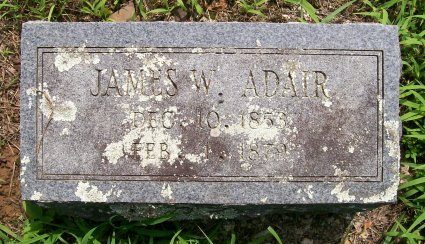 JAMES W. ADAIR
DEC. 10, 1853
FEB.